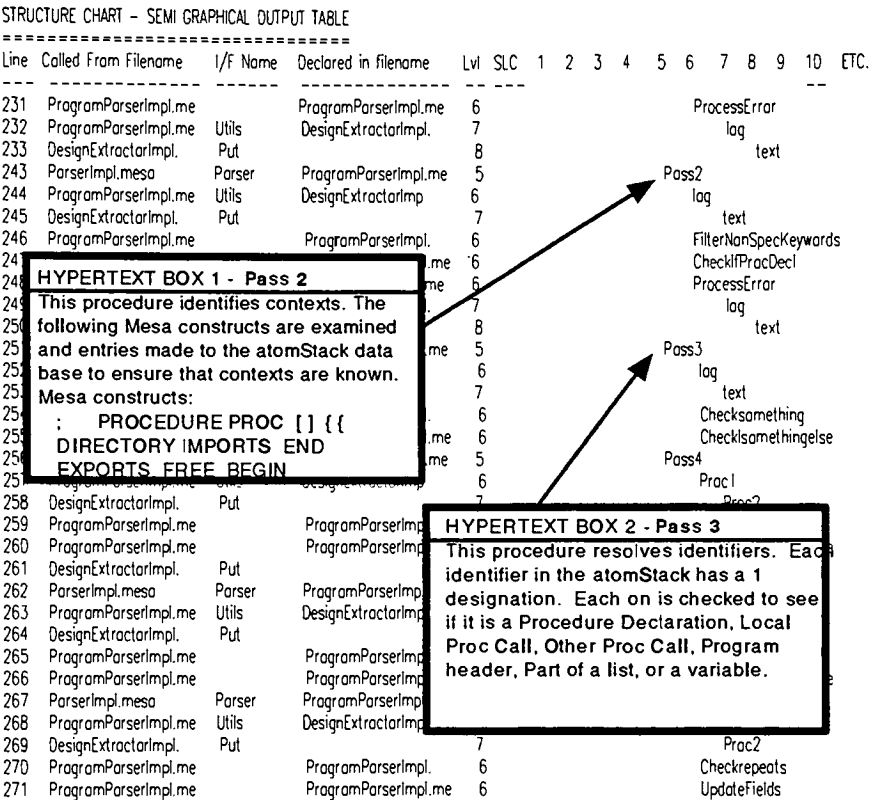 STRUCTURE CHART - SEMI GRAPHICAL OUTPUT TABLE
================================
Line Called From Filename I/F Name Declared in filename Lvl SLC 1 2 3 4 5 6 7 8 9 10 ETC.
--- ---------------- ------ ---------------- -- --- --
231 ProgramParserImpl.me ProgramParserImpl.me 6 ProcessError
232 ProgramParserImpl.me Utils DesignExtractorImpl. 7 log
233 DesignExtractorImpl. Put 8 text
243 ParserImpl.mesa Parser ProgramParserImpl.me 5 Pass2
244 ProgramParserImpl.me Utils DesignExtractorImp 6 log
245 DesignExtractorImpl. Put 7 text
246 ProgramParserImpl.me ProgramParserImpl. 6 FilterNonSpecKeywords
.me 6 CheckIfProcDecl
me 6 ProcessError
7 log
8 text
me 5 Pass3
6 log
7 text
6 Checksomething
.me 6 CheckIsomethingelse
me 5 Pass4
6 Proc1
258 DesignExtractorImpl. Put 7 Proc2
259 ProgramParserImpl.me ProgramParserImp
260 ProgramParserImpl.me ProgramParserImp
261 DesignExtractorImpl. Put
262 ParserImpl.mesa Parser ProgramParserImp
263 ProgramParserImpl.me Utils DesignExtractorImp
264 DesignExtractorImpl. Put
265 ProgramParserImpl.me ProgramParserImp
266 ProgramParserImpl.me ProgramParserImp
267 ParserImpl.mesa Parser ProgramParserImp
268 ProgramParserImpl.me Utils DesignExtractorImp
269 DesignExtractorImpl. Put 7 Proc2
270 ProgramParserImpl.me ProgramParserImpl. 6 Checkrepeats
271 ProgramParserImpl.me ProgramParserImpl.me 6 UpdateFields
HYPERTEXT BOX 1 - Pass 2
This procedure identifies contexts. The
following Mesa constructs are examined
and entries made to the atomStack data
base to ensure that contexts are known.
Mesa constructs:
; PROCEDURE PROC [ ] { {
DIRECTORY IMPORTS END
EXPORTS FREE BEGIN
HYPERTEXT BOX 2 - Pass 3
This procedure resolves identifiers. Each
identifier in the atomStack has a 1
designation. Each on is checked to see
if it is a Procedure Declaration, Local
Proc Call, Other Proc Call, Program
header, Part of a list, or a variable.